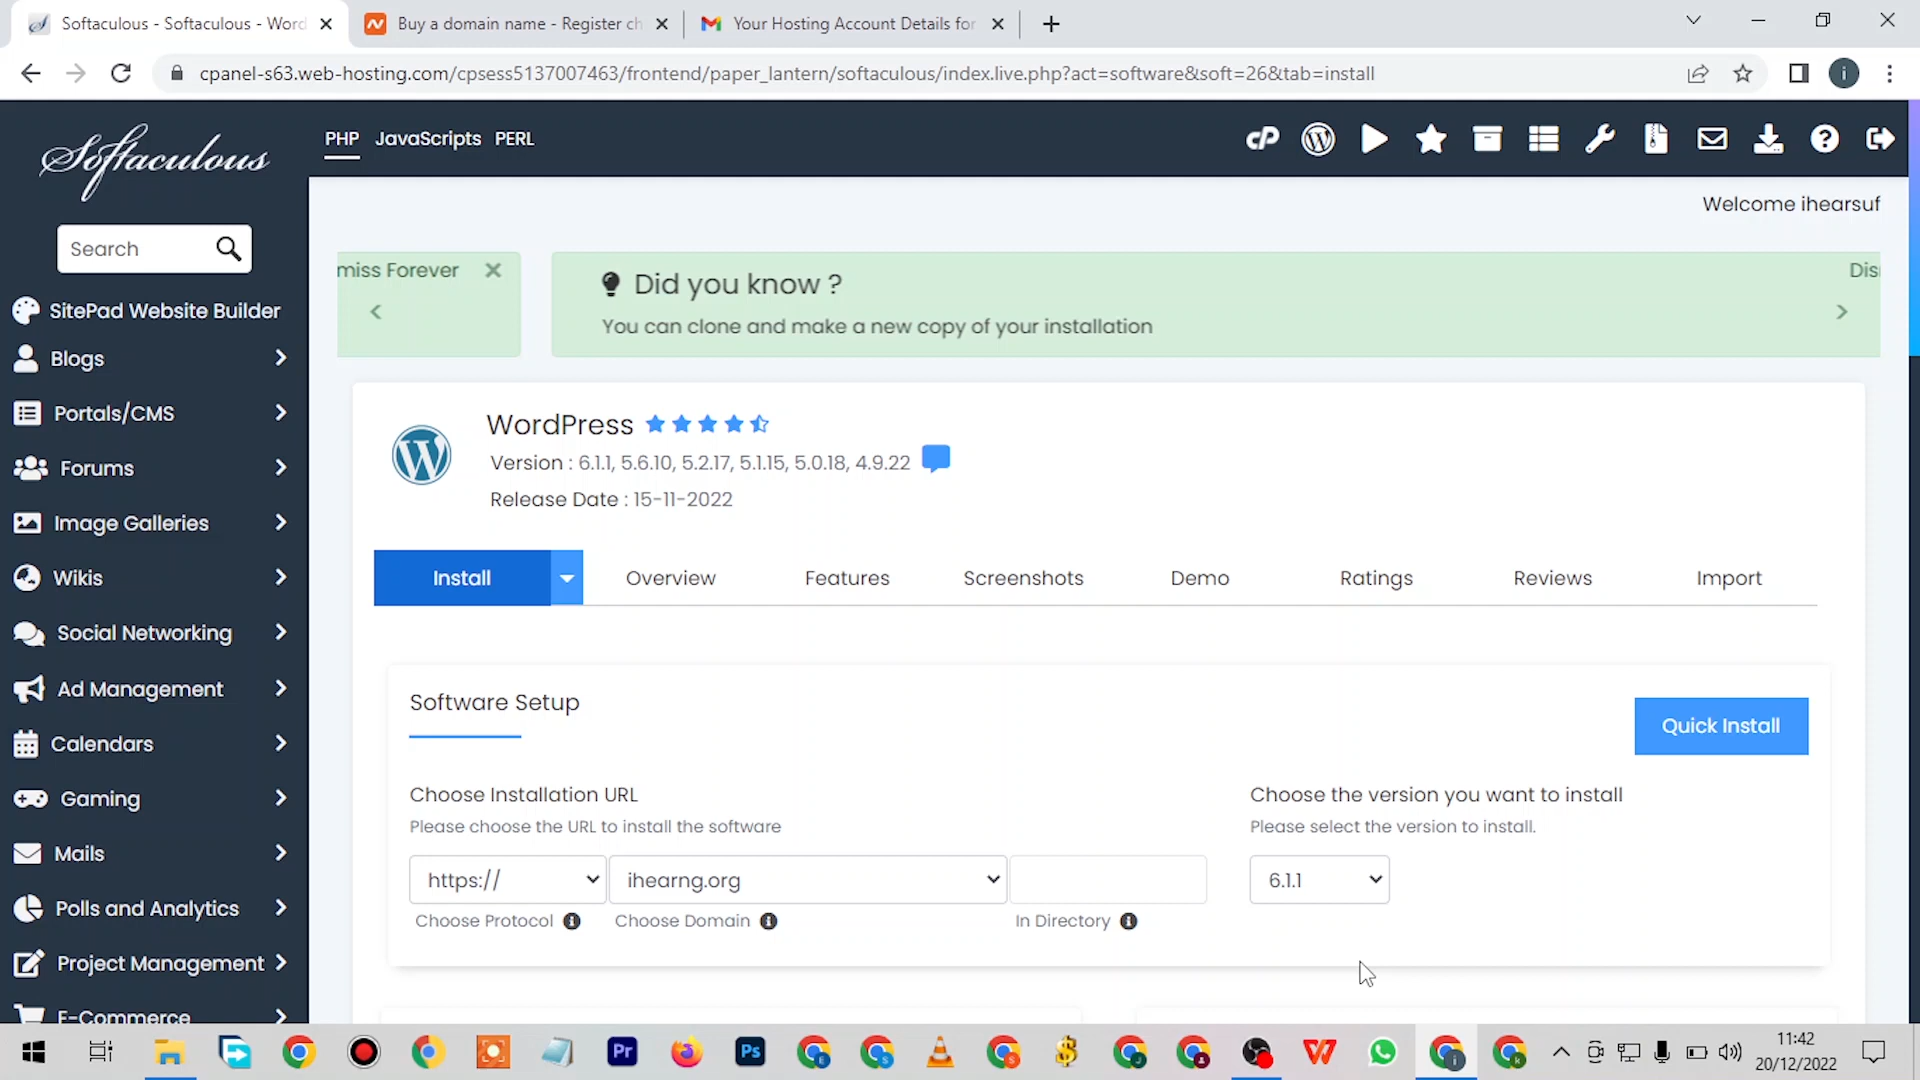 Softaculous - Softaculous - Word
Buy a domain name - Register ch
Your Hosting Account Details for
cpanel-s63.web-hosting.com/cpsess5137007463/frontend/paper_lantern/softaculous/index.live.php?act=software&soft=26&tab=install
i
Softaculous
PHP
JavaScripts
PERL
cP
Welcome ihearsuf
Search
miss Forever
Did you know ?
Dis
You can clone and make a new copy of your installation
SitePad Website Builder
Blogs
Portals/CMS
Forums
Image Galleries
Wikis
Social Networking
Ad Management
Calendars
Gaming
Mails
Polls and Analytics
Project Management
E-Commerce
WordPress
Version : 6.1.1, 5.6.10, 5.2.17, 5.1.15, 5.0.18, 4.9.22
Release Date : 15-11-2022
Install
Overview
Features
Screenshots
Demo
Ratings
Reviews
Import
Software Setup
Quick Install
Choose Installation URL
Please choose the URL to install the software
Choose the version you want to install
Please select the version to install.
https://
ihearng.org
6.1.1
Choose Protocol
Choose Domain
In Directory
Pr
Ps
11:42
20/12/2022